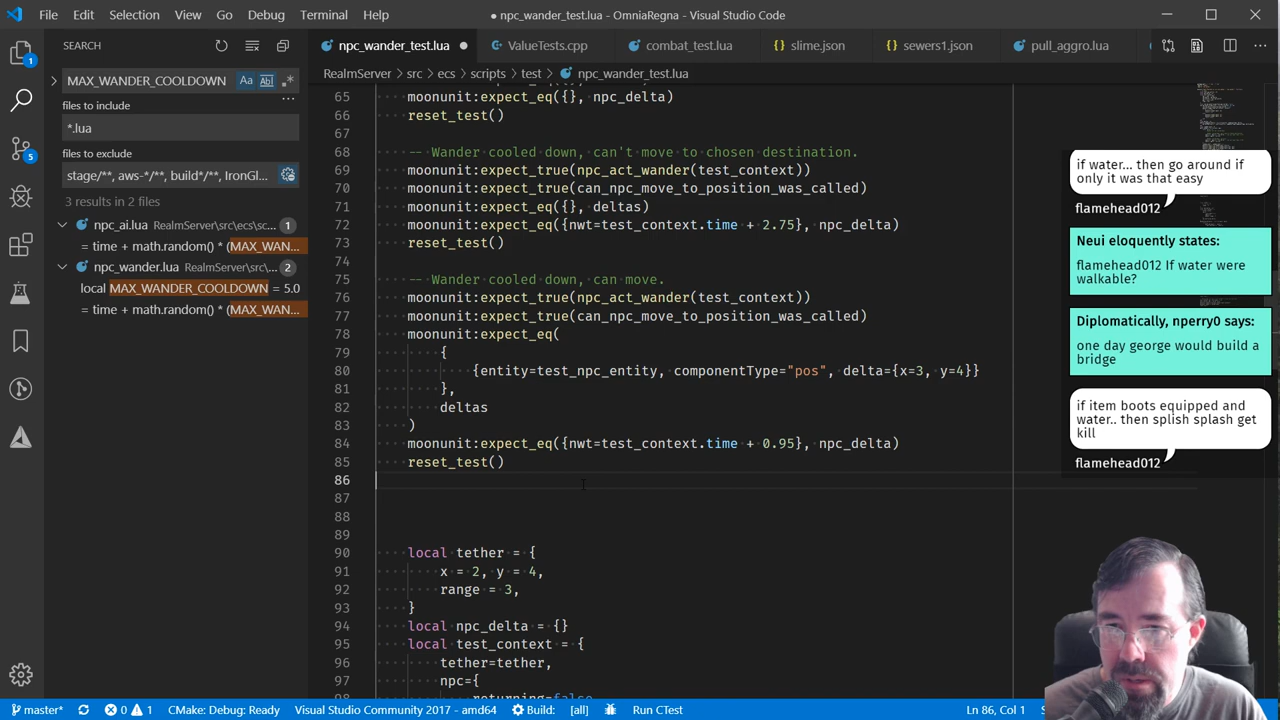 File Edit Selection View Go Debug Terminal Help
● npc_wander_test.lua - OmniaRegna - Visual Studio Code
SEARCH
npc_wander_test.lua ● ValueTests.cpp combat_test.lua slime.json sewers1.json pull_aggro.lua
MAX_WANDER_COOLDOWN
RealmServer > src > ecs > scripts > test > npc_wander_test.lua
files to include
*.lua
files to exclude
stage/**, aws-*/**, build*/**, IronGl...
3 results in 2 files
npc_ai.lua RealmServer\src\ecs\sc... 1
= time + math.random() * (MAX_WAN...
npc_wander.lua RealmServer\src\... 2
local MAX_WANDER_COOLDOWN = 5.0
= time + math.random() * (MAX_WAN...
65 moonunit:expect_eq({}, npc_delta)
66 reset_test()
67
68 -- Wander cooled down, can't move to chosen destination.
69 moonunit:expect_true(npc_act_wander(test_context))
70 moonunit:expect_true(can_npc_move_to_position_was_called)
71 moonunit:expect_eq({}, deltas)
72 moonunit:expect_eq({nwt=test_context.time + 2.75}, npc_delta)
73 reset_test()
74
75 -- Wander cooled down, can move.
76 moonunit:expect_true(npc_act_wander(test_context))
77 moonunit:expect_true(can_npc_move_to_position_was_called)
78 moonunit:expect_eq(
79 {
80 {entity=test_npc_entity, componentType="pos", delta={x=3, y=4}}
81 },
82 deltas
83 )
84 moonunit:expect_eq({nwt=test_context.time + 0.95}, npc_delta)
85 reset_test()
86
87
88
89
90 local tether = {
91 x = 2, y = 4,
92 range = 3,
93 }
94 local npc_delta = {}
95 local test_context = {
96 tether=tether,
97 npc={
98 returning=false
if water... then go around if
only it was that easy
flamehead012
Neui eloquently states:
flamehead012 If water were
walkable?
Diplomatically, nperry0 says:
one day george would build a
bridge
if item boots equipped and
water.. then splish splash get
kill
flamehead012
master* 0 1 CMake: Debug: Ready Visual Studio Community 2017 - amd64 Build: [all] Run CTest Ln 86, Col 1